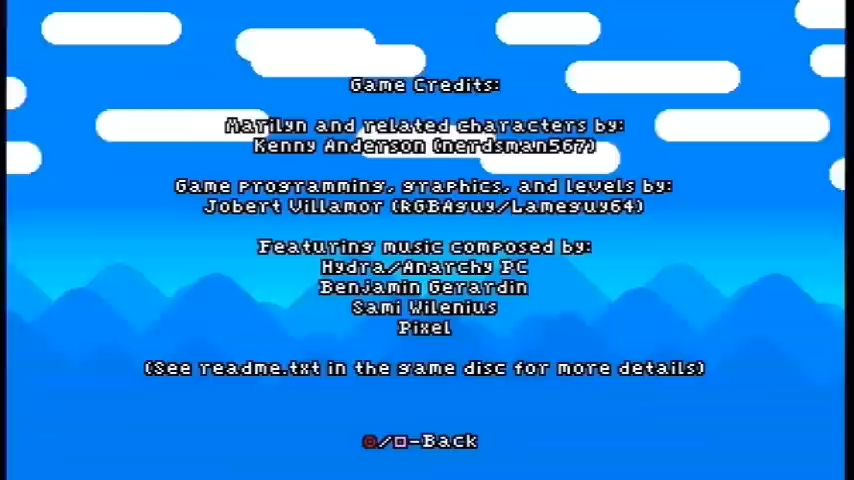 Game Credits:
Marilyn and related characters by:
Kenny Anderson (nerdsman567)
Game programming, graphics, and levels by:
Jobert Villamor (RGBAguy/Lameguy64)
Featuring music composed by:
Hydra/Anarchy PC
Benjamin Gerardin
Sami Wilenius
Pixel
(See readme.txt in the game disc for more details)
/ -Back